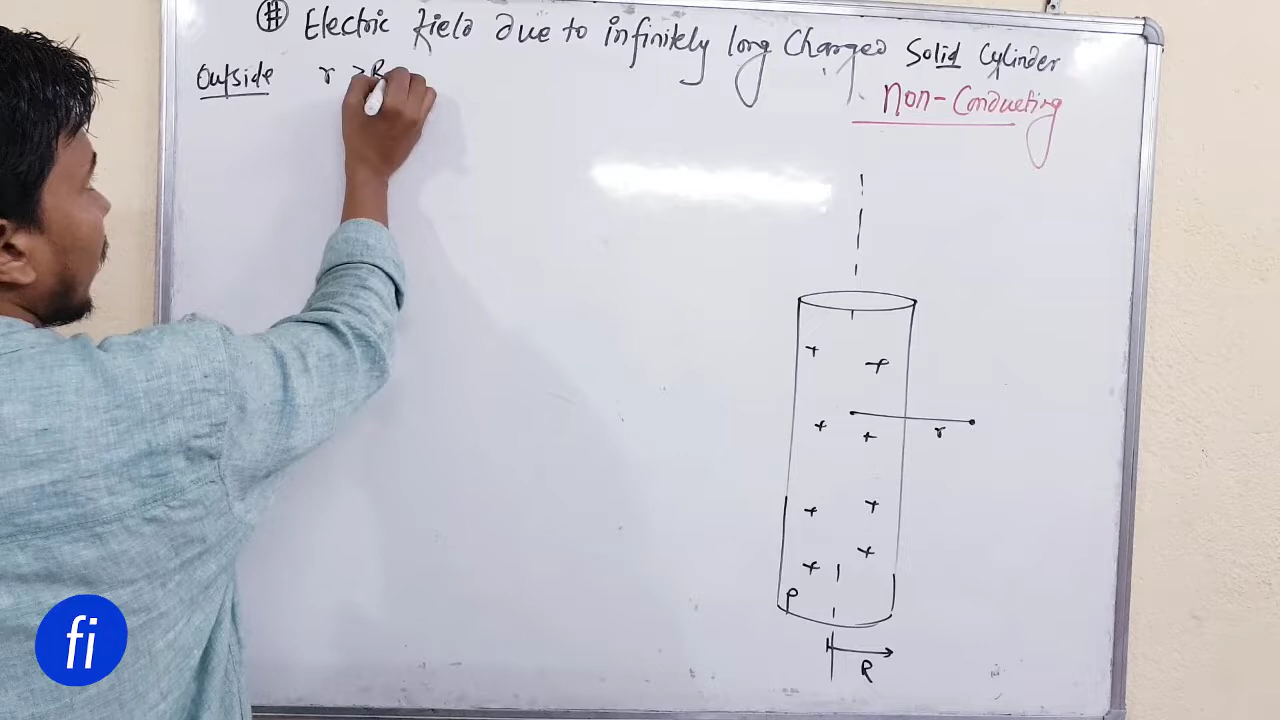 # Electric field due to infinitely long Charged Solid Cylinder
Non-Conducting
Outside r > R
+ +
+ +
r
+ +
+ +
ρ
R
fi